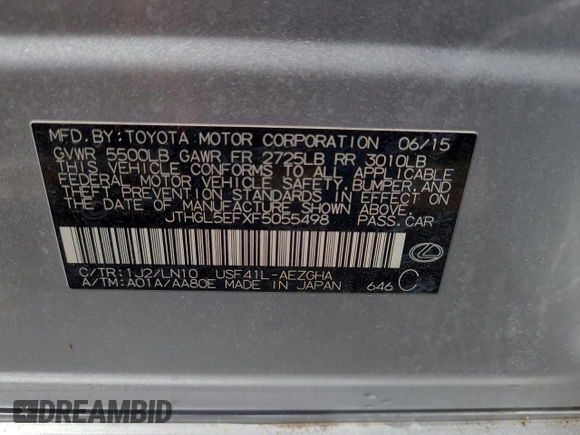 MFD. BY: TOYOTA MOTOR CORPORATION 06/15
GVWR 5500LB GAWR FR 2725LB RR 3010LB
THIS VEHICLE CONFORMS TO ALL APPLICABLE
FEDERAL MOTOR VEHICLE SAFETY, BUMPER, AND
THEFT PREVENTION STANDARDS IN EFFECT ON
THE DATE OF MANUFACTURE SHOWN ABOVE.
JTHGL5EFXF5055498 PASS. CAR
C/TR: 1J2/LN10 USF41L-AEZGHA
A/TM: A01A/AA80E MADE IN JAPAN 646 C
DREAMBID